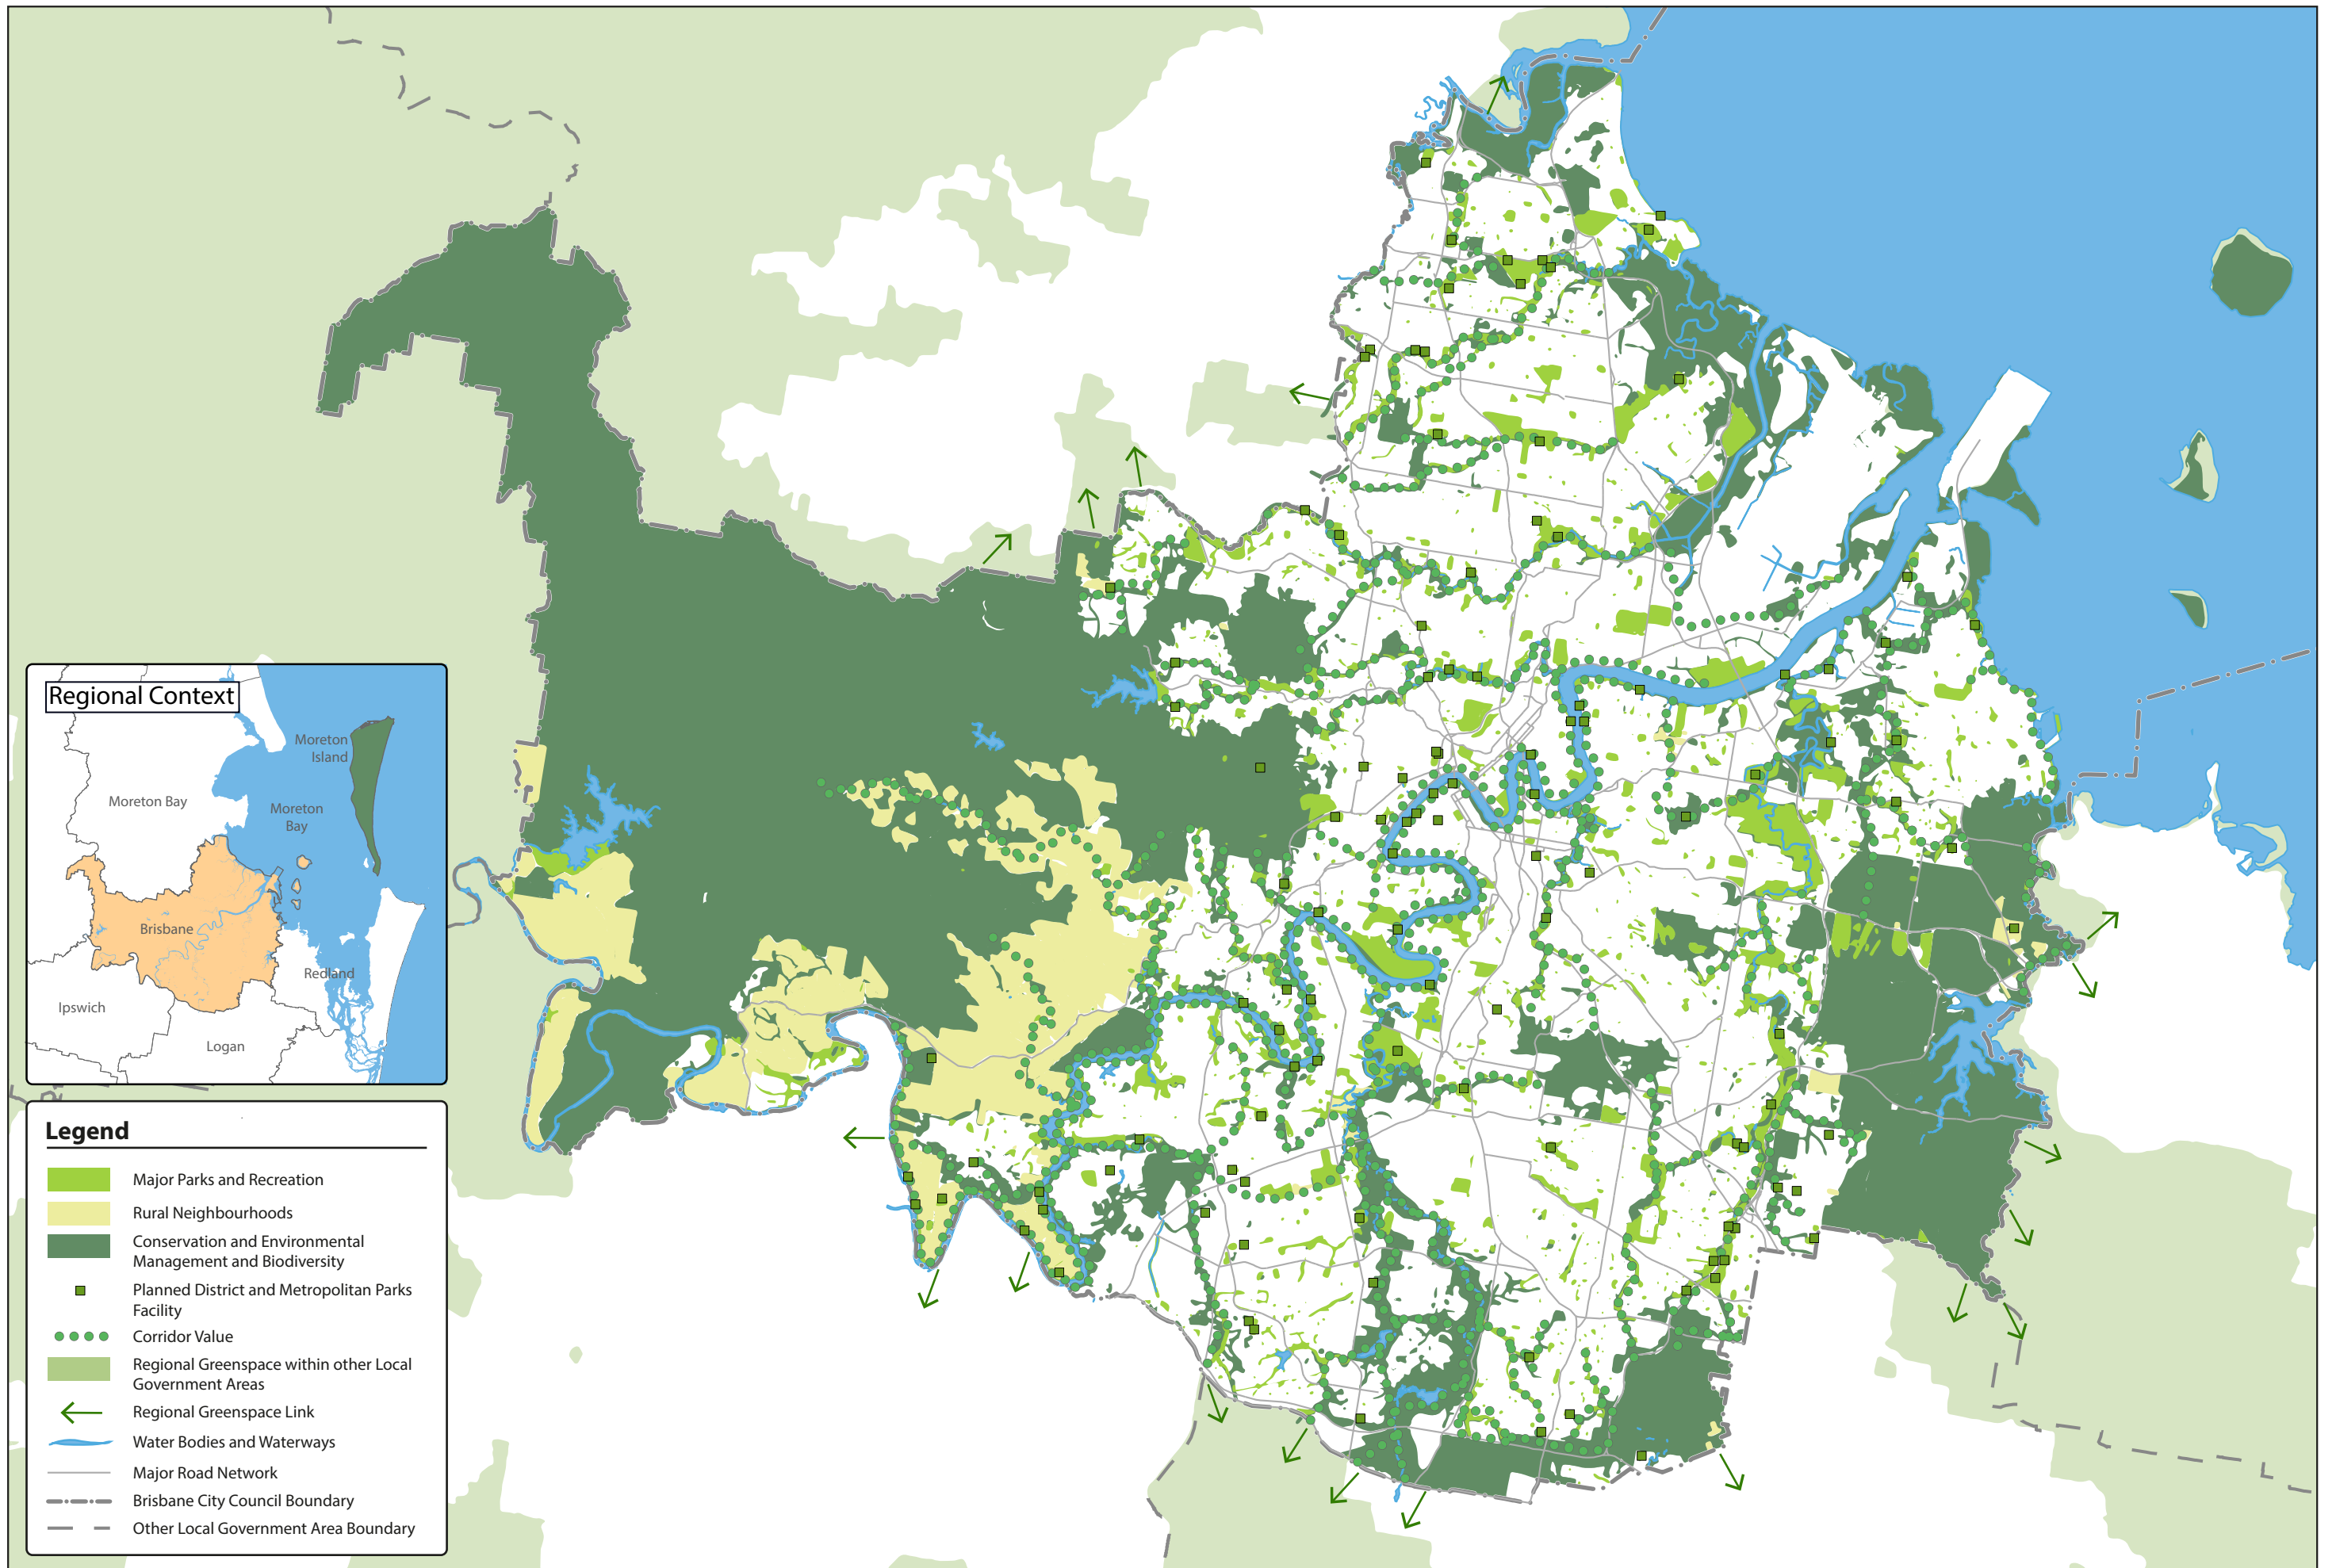 Regional Context
Moreton
Island
Moreton Bay
Moreton
Bay
Brisbane
Redland
Ipswich
Logan
Legend
Major Parks and Recreation
Rural Neighbourhoods
Conservation and Environmental
Management and Biodiversity
Planned District and Metropolitan Parks
Facility
Corridor Value
Regional Greenspace within other Local
Government Areas
Regional Greenspace Link
Water Bodies and Waterways
Major Road Network
Brisbane City Council Boundary
Other Local Government Area Boundary